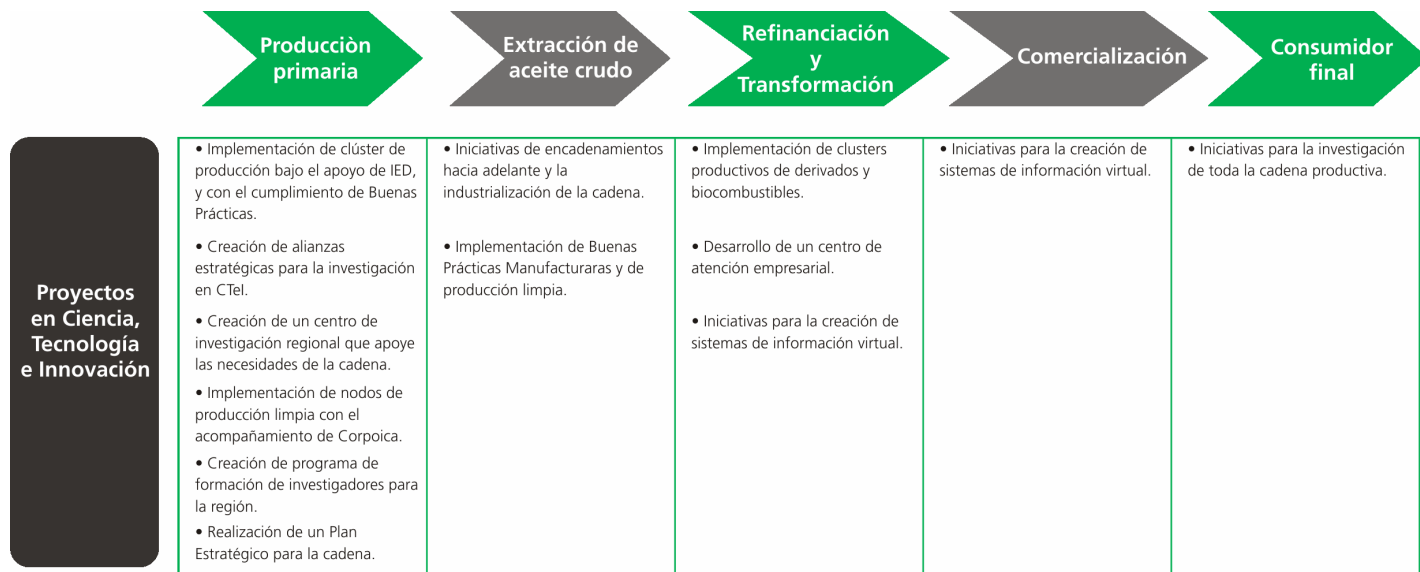 Producciòn
primaria
Extracción de
aceite crudo
Refinanciación
y
Transformación
Comercialización
Consumidor
final
Proyectos
en Ciencia,
Tecnología
e Innovación
• Implementación de clúster de
producción bajo el apoyo de IED,
y con el cumplimiento de Buenas
Prácticas.
• Creación de alianzas
estratégicas para la investigación
en CTeI.
• Creación de un centro de
investigación regional que apoye
las necesidades de la cadena.
• Implementación de nodos de
producción limpia con el
acompañamiento de Corpoica.
• Creación de programa de
formación de investigadores para
la región.
• Realización de un Plan
Estratégico para la cadena.
• Iniciativas de encadenamientos
hacia adelante y la
industrialización de la cadena.
• Implementación de Buenas
Prácticas Manufacturaras y de
producción limpia.
• Implementación de clusters
productivos de derivados y
biocombustibles.
• Desarrollo de un centro de
atención empresarial.
• Iniciativas para la creación de
sistemas de información virtual.
• Iniciativas para la creación de
sistemas de información virtual.
• Iniciativas para la investigación
de toda la cadena productiva.